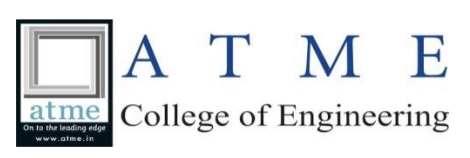 A T M E
College of Engineering
atme
On to the leading edge
www.atme.in